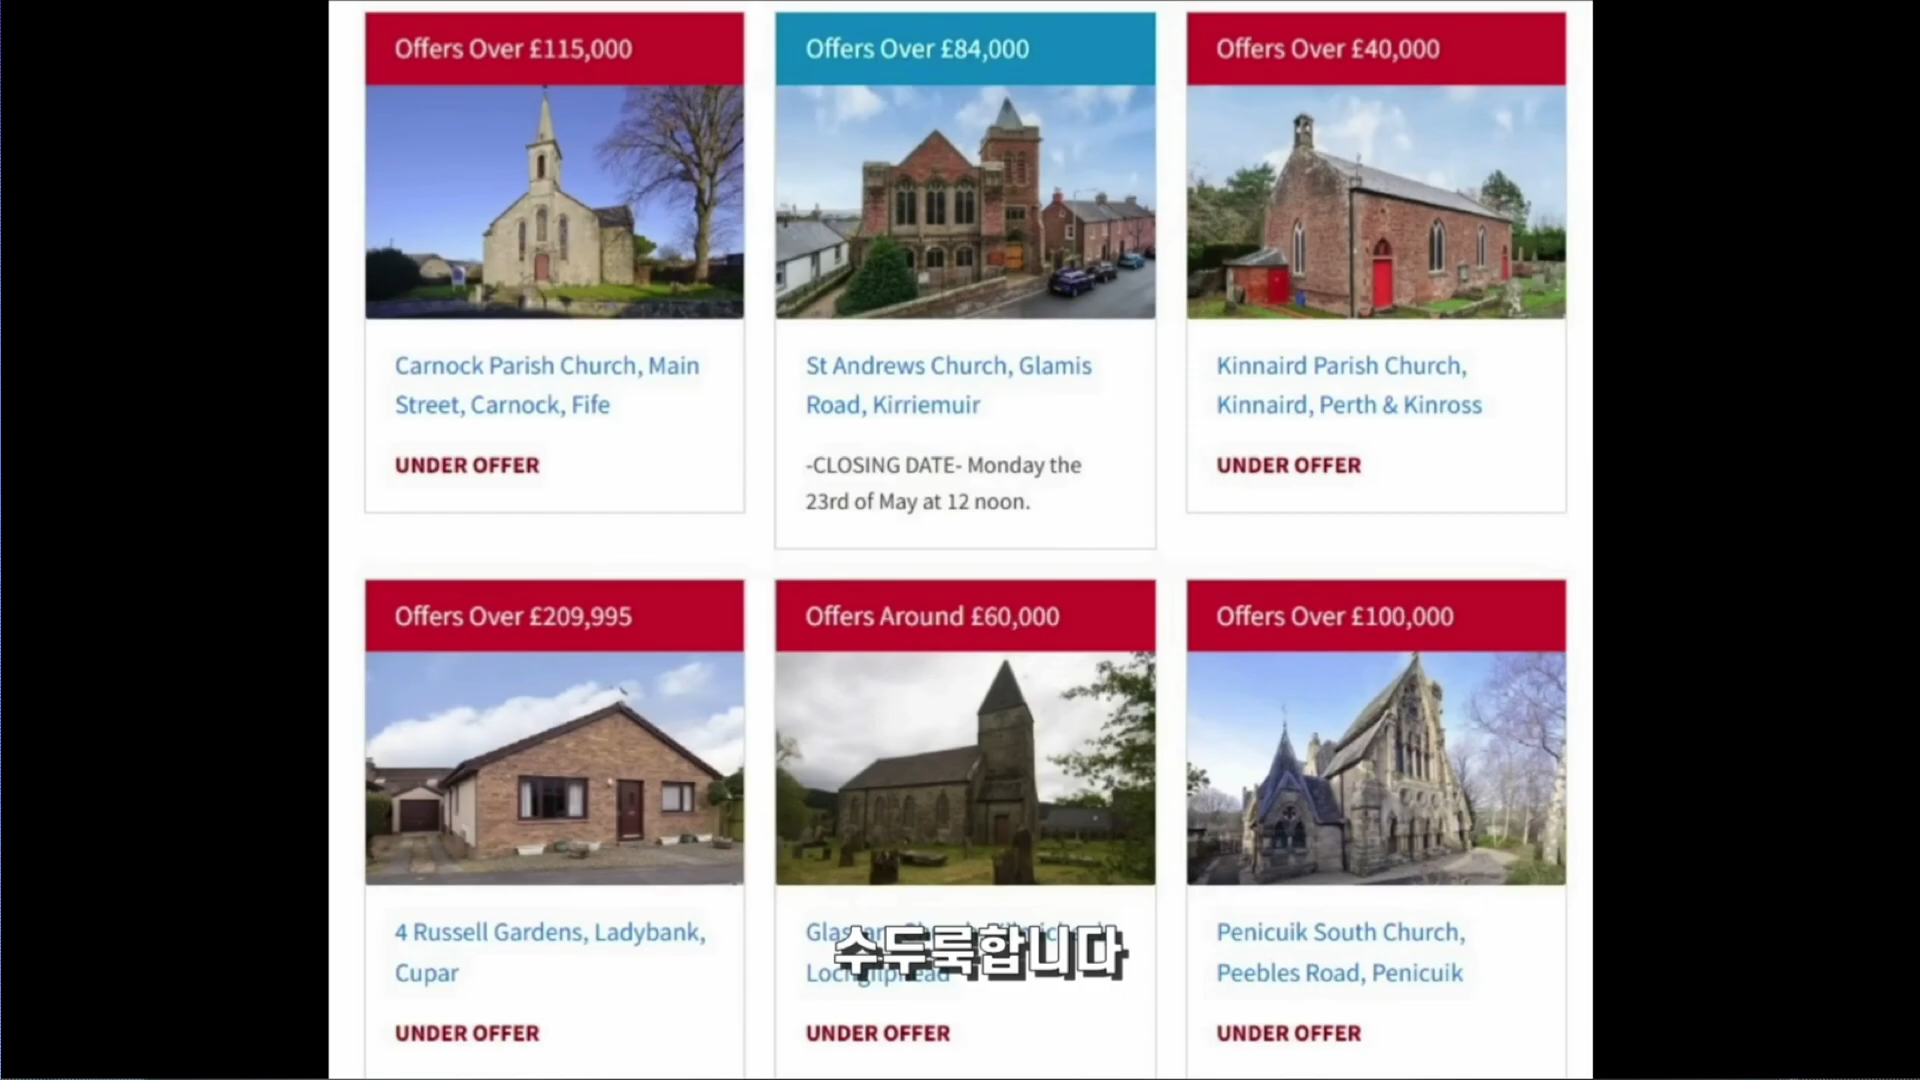 Offers Over £115,000
Carnock Parish Church, Main
Street, Carnock, Fife
UNDER OFFER
Offers Over £84,000
St Andrews Church, Glamis
Road, Kirriemuir
-CLOSING DATE- Monday the
23rd of May at 12 noon.
Offers Over £40,000
Kinnaird Parish Church,
Kinnaird, Perth & Kinross
UNDER OFFER
Offers Over £209,995
4 Russell Gardens, Ladybank,
Cupar
UNDER OFFER
Offers Around £60,000
수두룩합니다
UNDER OFFER
Offers Over £100,000
Penicuik South Church,
Peebles Road, Penicuik
UNDER OFFER